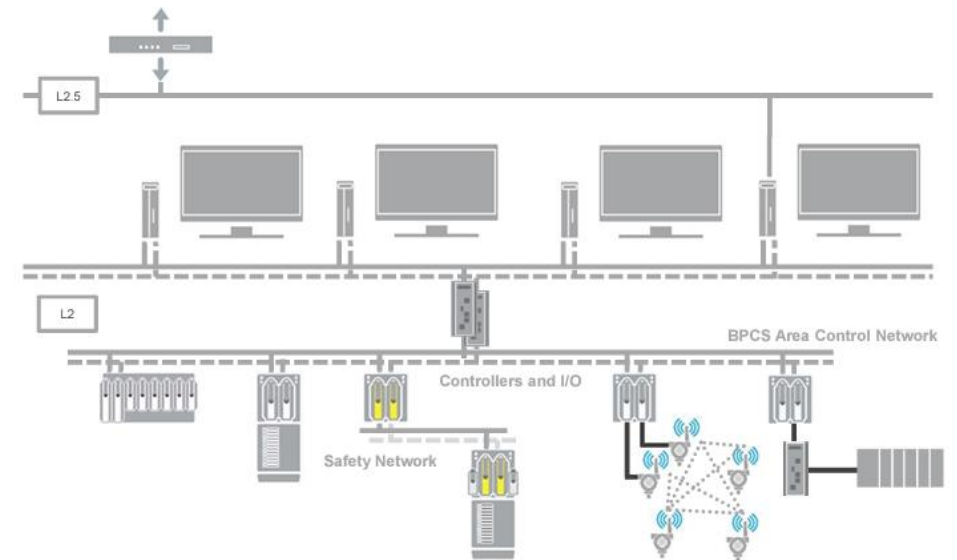 L2.5
L2
BPCS Area Control Network
Controllers and I/O
Safety Network